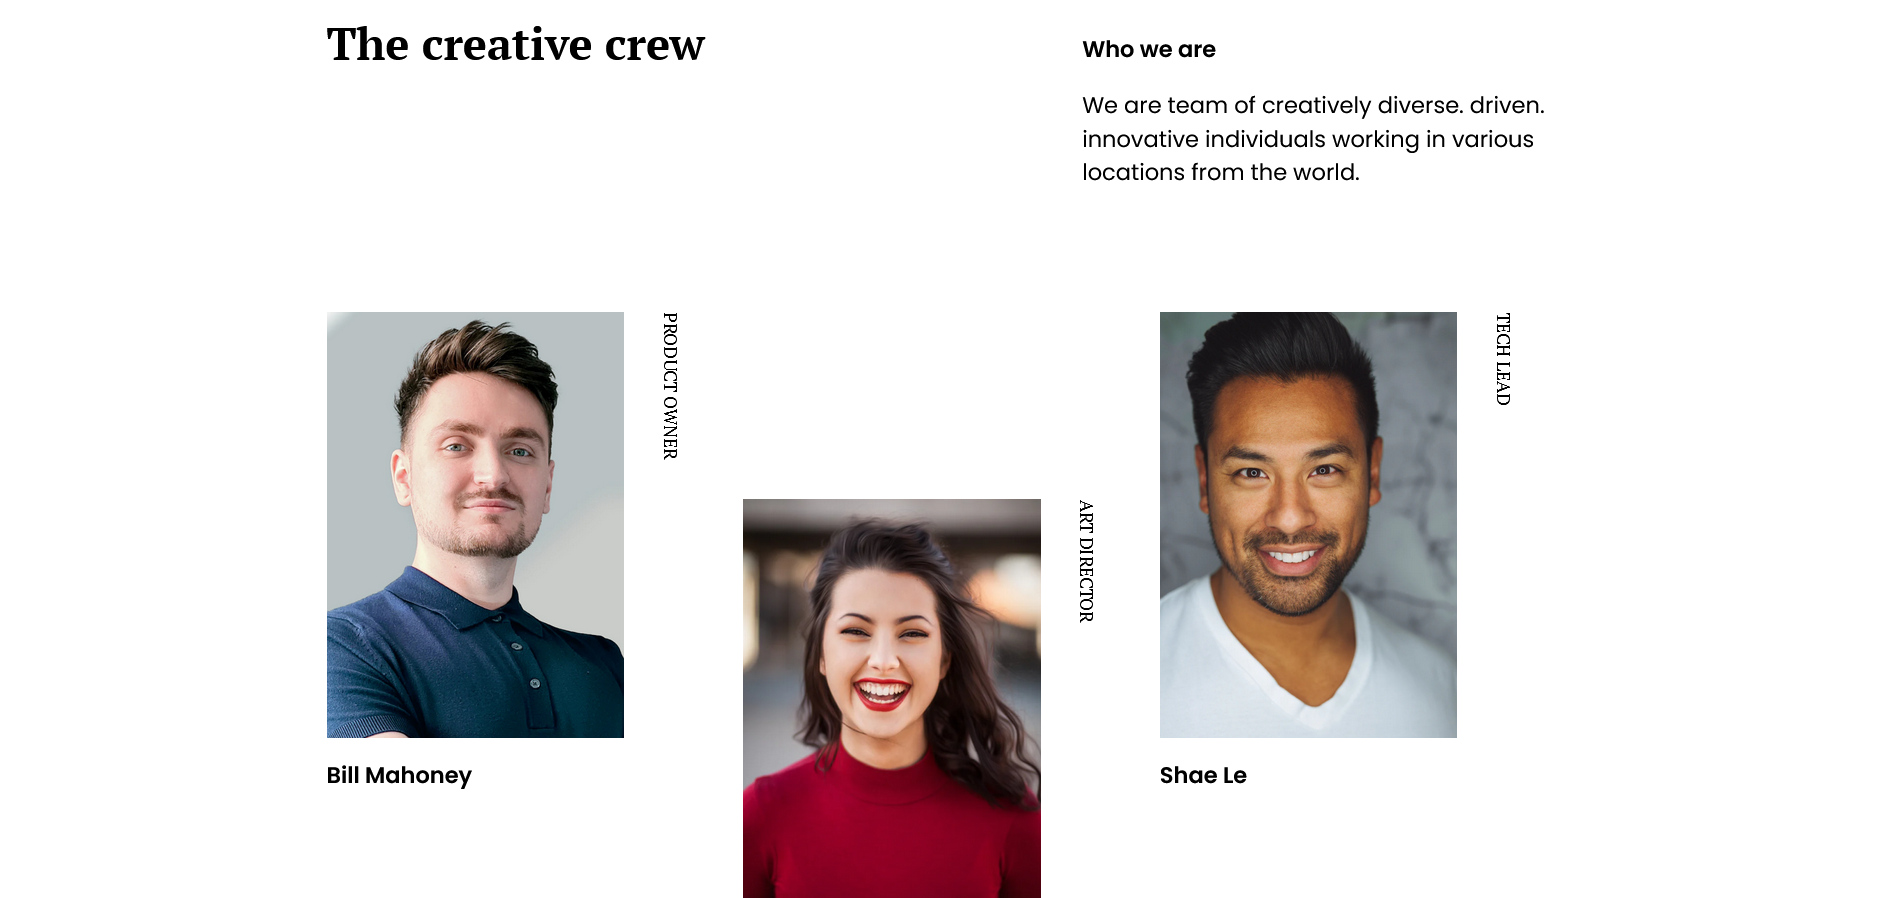 The creative crew
Who we are
We are team of creatively diverse. driven.
innovative individuals working in various
locations from the world.
PRODUCT OWNER
Bill Mahoney
ART DIRECTOR
TECH LEAD
Shae Le